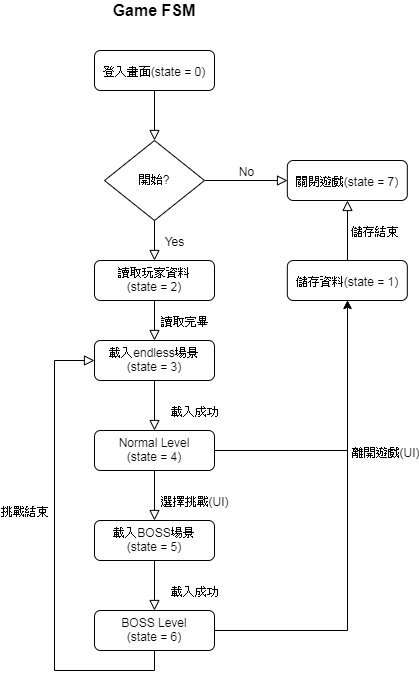 Game FSM
登入畫面(state = 0)
開始?
No
關閉遊戲(state = 7)
儲存結束
Yes
讀取玩家資料
(state = 2)
儲存資料(state = 1)
讀取完畢
載入endless場景
(state = 3)
載入成功
Normal Level
(state = 4)
離開遊戲(UI)
選擇挑戰(UI)
挑戰結束
載入BOSS場景
(state = 5)
載入成功
BOSS Level
(state = 6)